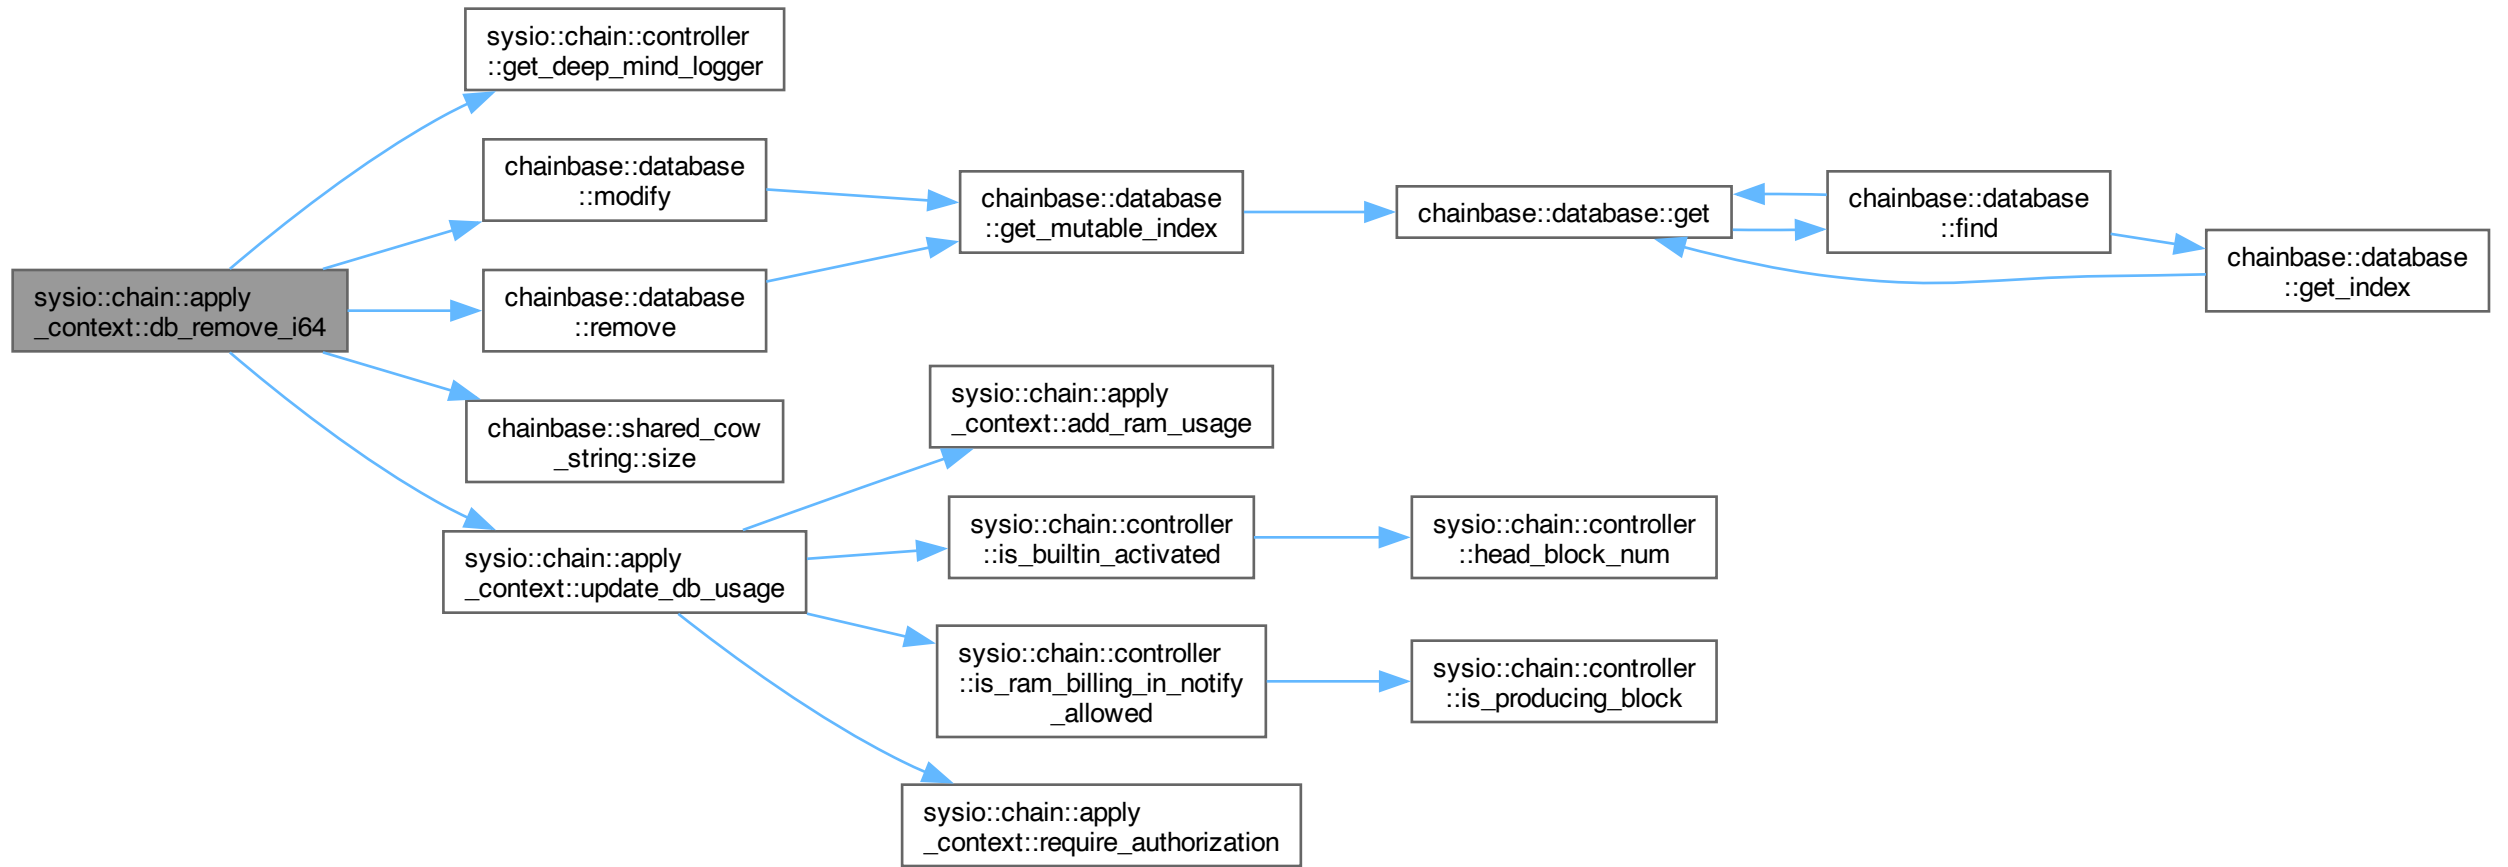 sysio::chain::controller
::get_deep_mind_logger
chainbase::database
::modify
chainbase::database
::get_mutable_index
chainbase::database::get
chainbase::database
::find
chainbase::database
::get_index
sysio::chain::apply
_context::db_remove_i64
chainbase::database
::remove
chainbase::shared_cow
_string::size
sysio::chain::apply
_context::add_ram_usage
sysio::chain::apply
_context::update_db_usage
sysio::chain::controller
::is_builtin_activated
sysio::chain::controller
::head_block_num
sysio::chain::controller
::is_ram_billing_in_notify
_allowed
sysio::chain::controller
::is_producing_block
sysio::chain::apply
_context::require_authorization